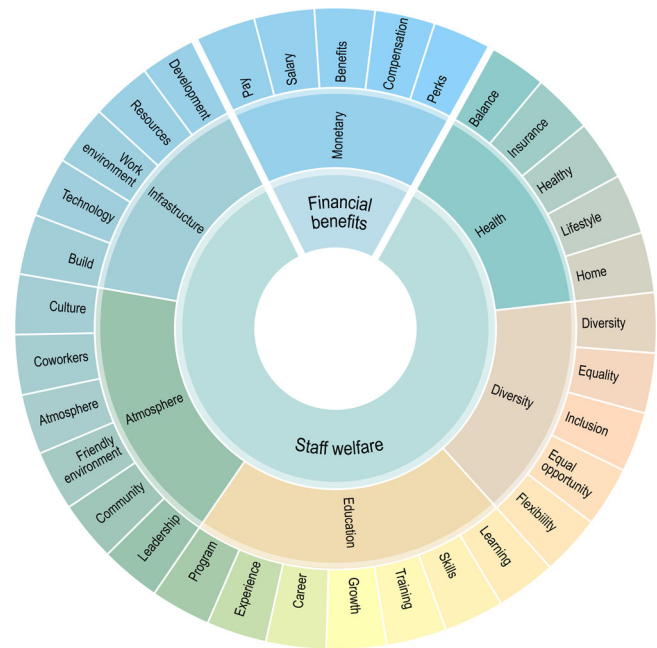 Pay
Salary
Benefits
Compensation
Perks
Balance
Insurance
Healthy
Lifestyle
Home
Diversity
Equality
Inclusion
Equal
opportunity
Flexibility
Learning
Skills
Training
Growth
Career
Experience
Program
Leadership
Community
Friendly
environment
Atmosphere
Coworkers
Culture
Build
Technology
Work
environment
Resources
Development
Monetary
Health
Diversity
Education
Atmosphere
Infrastructure
Financial
benefits
Staff welfare